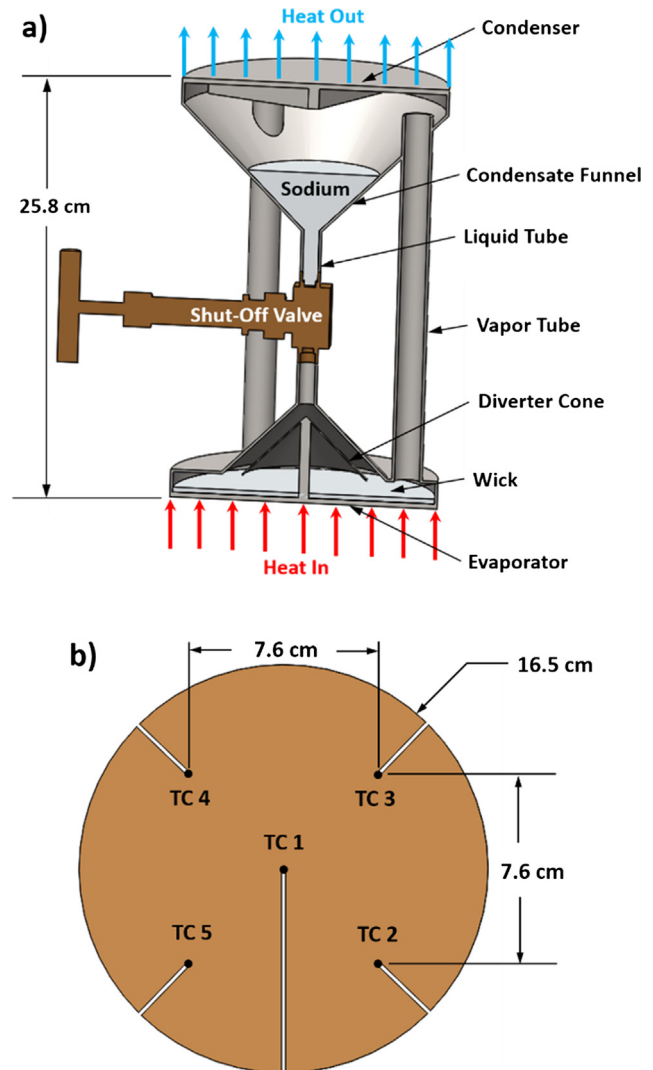 a)
Heat Out
Condenser
25.8 cm
Sodium
Condensate Funnel
Liquid Tube
Shut-Off Valve
Vapor Tube
Diverter Cone
Wick
Evaporator
Heat In
b)
7.6 cm
16.5 cm
TC 4
TC 3
TC 1
7.6 cm
TC 5
TC 2